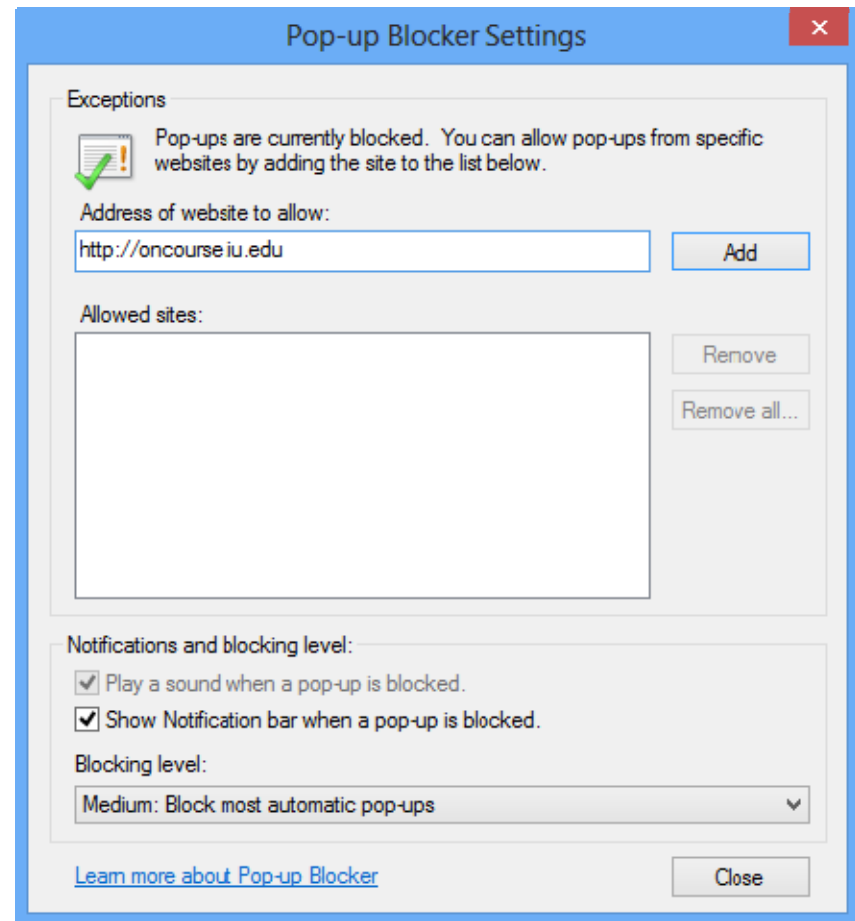 Pop-up Blocker Settings
Exceptions
Pop-ups are currently blocked. You can allow pop-ups from specific
websites by adding the site to the list below.
Address of website to allow:
http://oncourse.iu.edu
Add
Allowed sites:
Remove
Remove all...
Notifications and blocking level:
Play a sound when a pop-up is blocked.
Show Notification bar when a pop-up is blocked.
Blocking level:
Medium: Block most automatic pop-ups
Learn more about Pop-up Blocker
Close